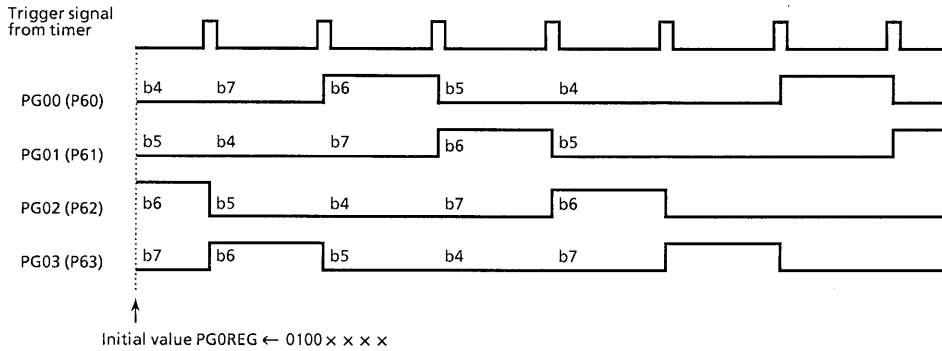 Trigger signal
from timer
PG00 (P60) b4 b7 b6 b5 b4
PG01 (P61) b5 b4 b7 b6 b5
PG02 (P62) b6 b5 b4 b7 b6
PG03 (P63) b7 b6 b5 b4 b7
Initial value PG0REG ← 0100 × × × ×